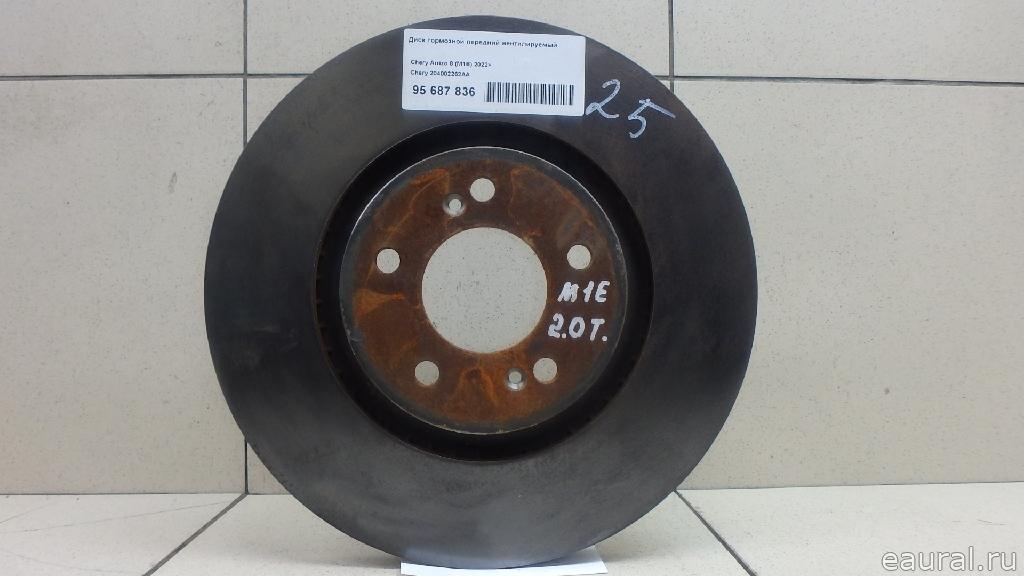 Диск тормозной передний вентилируемый
Chery Arrizo 8 (M1E) 2022>
Chery 204002262AA
95 687 836
25
M1E
2.0T.
eaural.ru